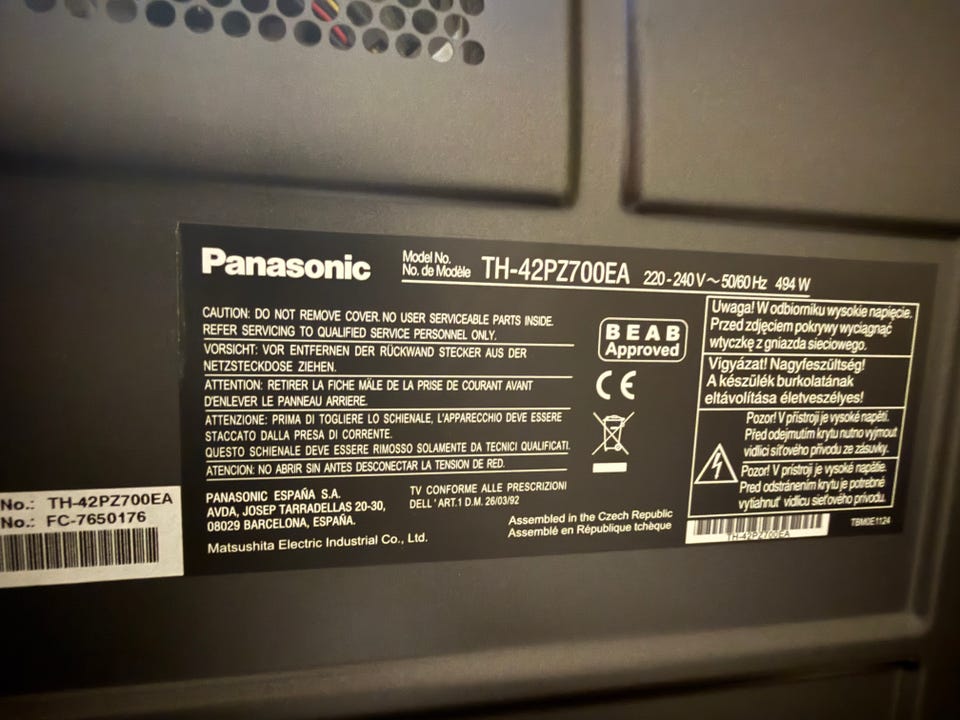 Panasonic
Model No.
No. de Modèle
TH-42PZ700EA
220 - 240 V ~ 50/60 Hz 494 W
CAUTION: DO NOT REMOVE COVER. NO USER SERVICEABLE PARTS INSIDE.
REFER SERVICING TO QUALIFIED SERVICE PERSONNEL ONLY.
VORSICHT: VOR ENTFERNEN DER RÜCKWAND STECKER AUS DER
NETZSTECKDOSE ZIEHEN.
ATTENTION: RETIRER LA FICHE MÂLE DE LA PRISE DE COURANT AVANT
D'ENLEVER LE PANNEAU ARRIERE.
ATTENZIONE: PRIMA DI TOGLIERE LO SCHIENALE, L'APPARECCHIO DEVE ESSERE
STACCATO DALLA PRESA DI CORRENTE.
QUESTO SCHIENALE DEVE ESSERE RIMOSSO SOLAMENTE DA TECNICI QUALIFICATI.
ATENCION: NO ABRIR SIN ANTES DESCONECTAR LA TENSION DE RED.
PANASONIC ESPAÑA S.A.
AVDA, JOSEP TARRADELLAS 20-30,
08029 BARCELONA, ESPAÑA.
TV CONFORME ALLE PRESCRIZIONI
DELL' ART.1 D.M. 26/03/92
Matsushita Electric Industrial Co., Ltd.
Assembled in the Czech Republic
Assemblé en République tchèque
BEAB
Approved
CE
Uwaga! W odbiorniku wysokie napięcie.
Przed zdjęciem pokrywy wyciągnąć
wtyczkę z gniazda sieciowego.
Vigyázat! Nagyfeszültség!
A készülék burkolatának
eltávolítása életveszélyes!
Pozor! V přístroji je vysoké napětí.
Před odejmutím krytu nutno vyjmout
vidlici síťového přívodu ze zásuvky.
Pozor! V prístroji je vysoké napätie.
Pred odstránením krytu je potrebné
vytiahnuť vidlicu sieťového prívodu.
TH-42PZ700EA
TBM0E1124
No.: TH-42PZ700EA
No.: FC-7650176